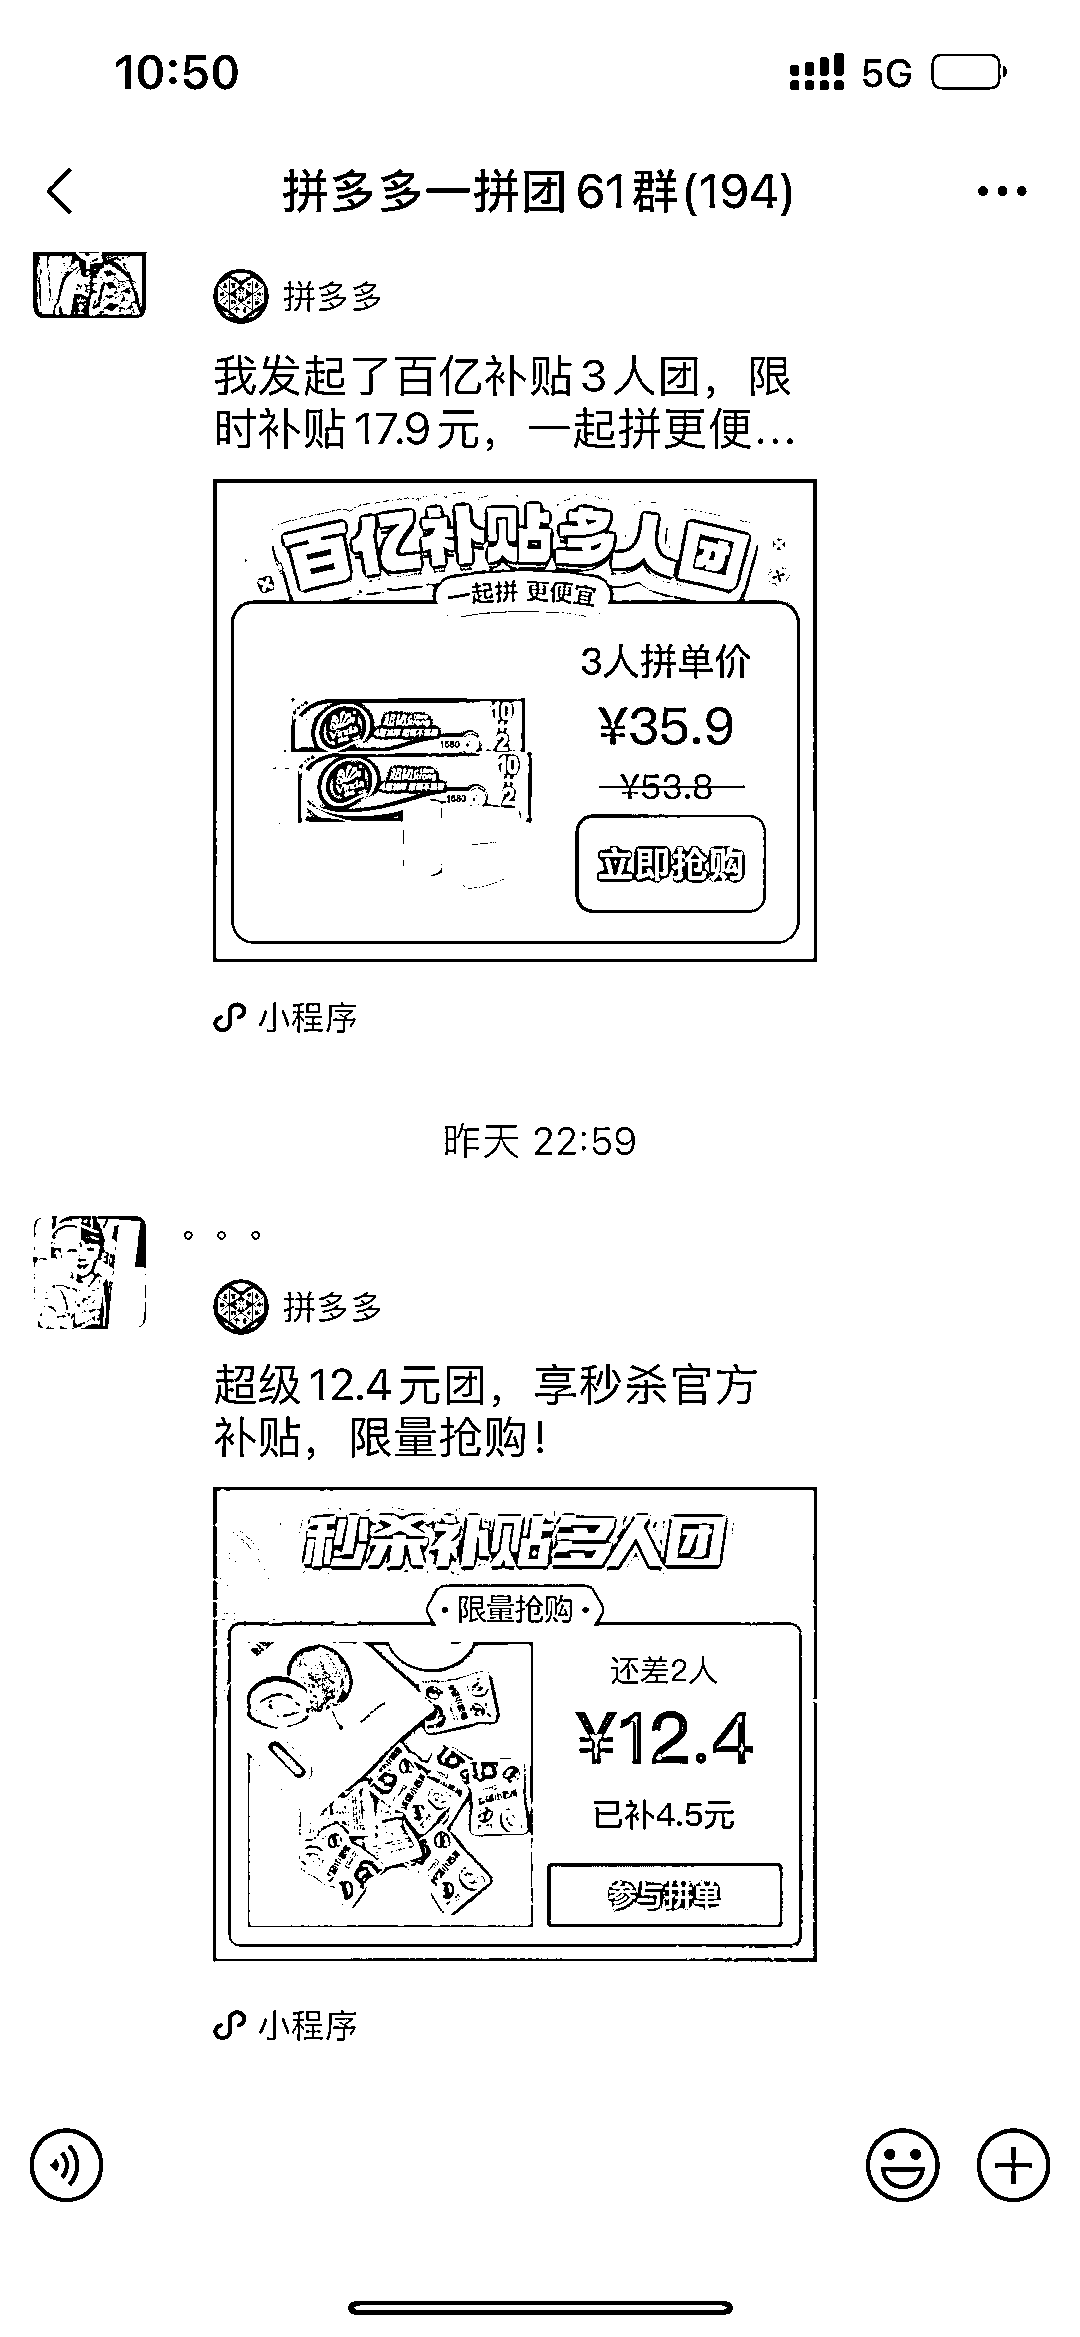 10:50
5G
拼多多一拼团61群(194)
拼多多
我发起了百亿补贴3人团，限
时补贴17.9元，一起拼更便...
百亿补贴多人团
一起拼 更便宜
3人拼单价
¥35.9
¥53.8
立即抢购
10
2
1680
10
2
1680
小程序
昨天 22:59
。。。
拼多多
超级12.4元团，享秒杀官方
补贴，限量抢购！
秒杀补贴多人团
·限量抢购·
还差2人
¥12.4
已补4.5元
参与拼单
小程序